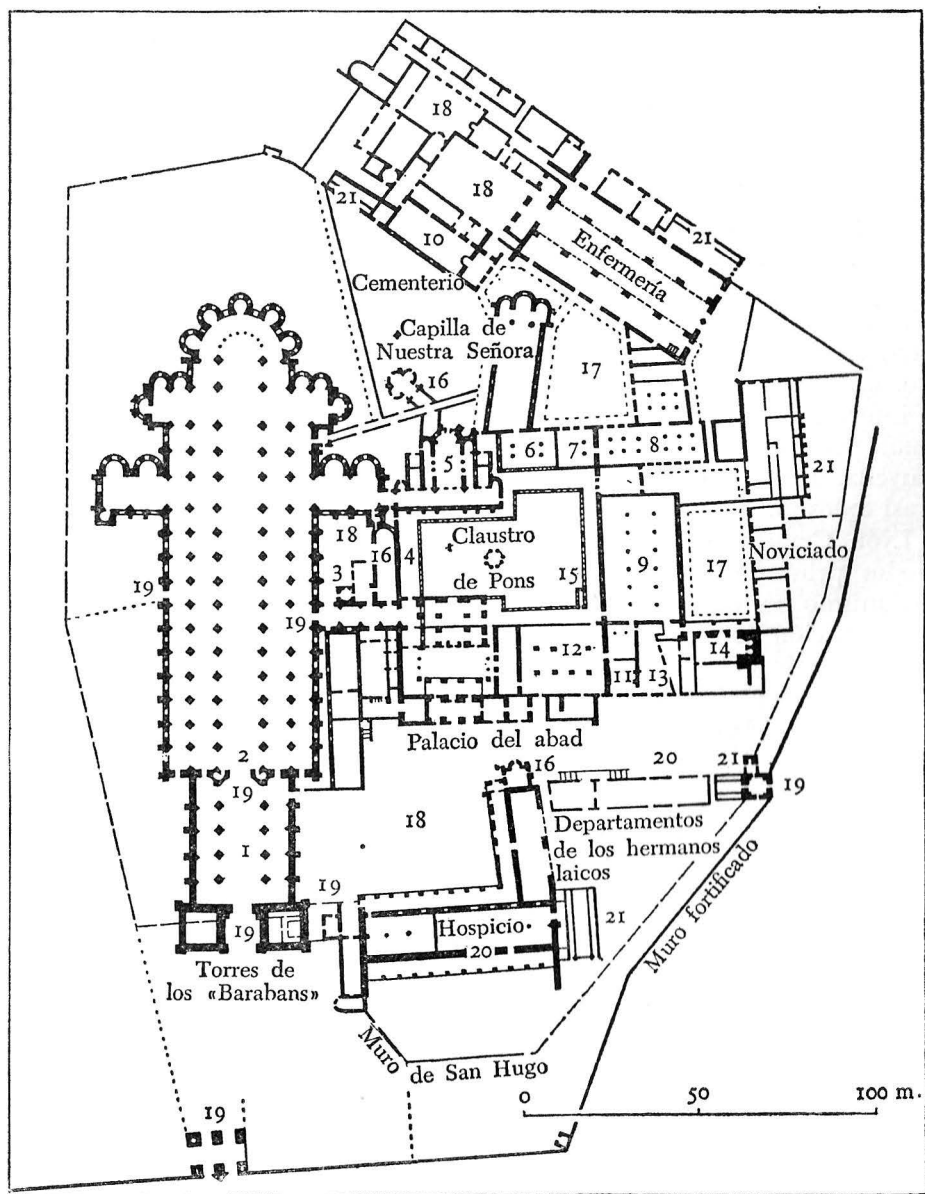 18
18
21
10
21
Enfermería
Cementerio
Capilla de
Nuestra Señora
16
17
6
7
8
5
21
18
16
4
Claustro
de Pons
15
9
17
Noviciado
3
19
19
12
11
13
14
Palacio del abad
2
19
16
20
21
19
18
Departamentos
de los hermanos
laicos
1
19
19
Hospicio
20
21
Muro fortificado
Torres de
los «Barabans»
Muro
de San Hugo
0 50 100 m.
19